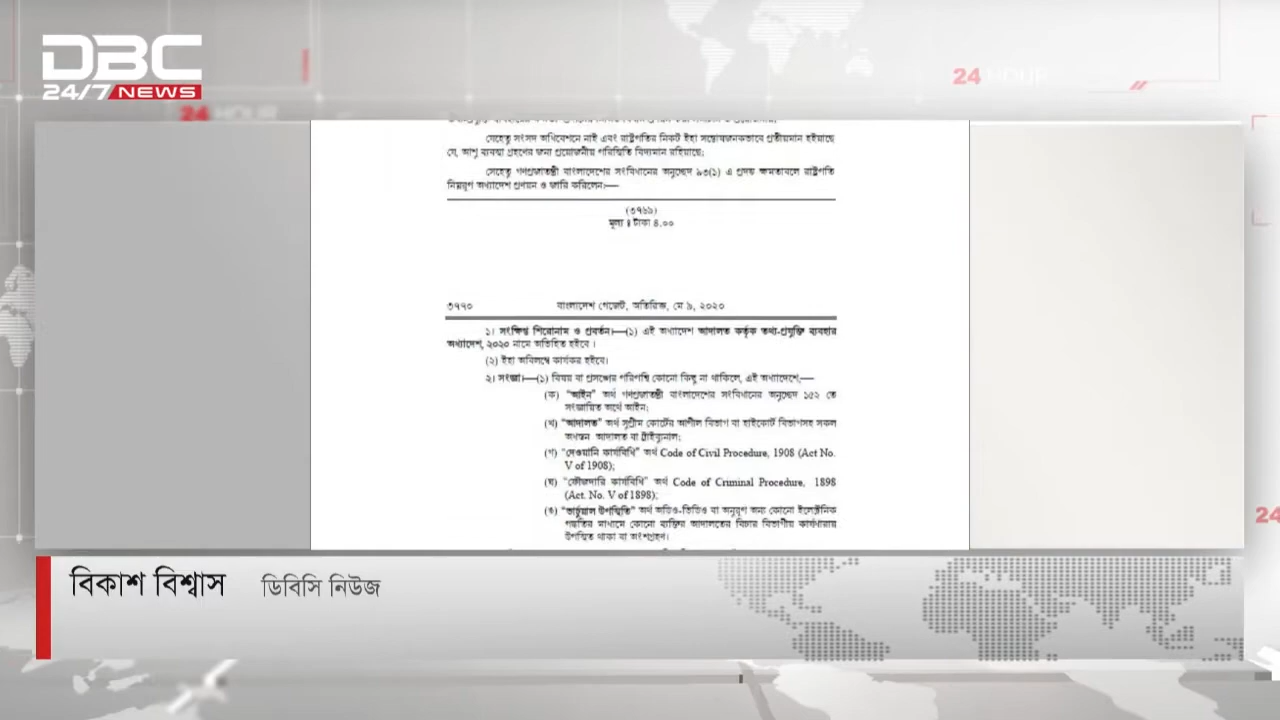 DBC
24/7 NEWS
24 HOUR
24 HOUR
যেহেতু সংসদ অধিবেশনে নাই এবং রাষ্ট্রপতির নিকট ইহা সন্তোষজনকভাবে প্রতীয়মান হইয়াছে
যে, আশু ব্যবস্থা গ্রহণের জন্য প্রয়োজনীয় পরিস্থিতি বিদ্যমান রহিয়াছে;
সেহেতু গণপ্রজাতন্ত্রী বাংলাদেশের সংবিধানের অনুচ্ছেদ ৯৩(১) এ প্রদত্ত ক্ষমতাবলে রাষ্ট্রপতি
নিম্নরূপ অধ্যাদেশ প্রণয়ন ও জারি করিলেন:—
(৩৭৬৯)
মূল্য : টাকা ৪.০০
৩৭৭০ বাংলাদেশ গেজেট, অতিরিক্ত, মে ৯, ২০২০
১। সংক্ষিপ্ত শিরোনাম ও প্রবর্তন।—(১) এই অধ্যাদেশ আদালত কর্তৃক তথ্য-প্রযুক্তি ব্যবহার
অধ্যাদেশ, ২০২০ নামে অভিহিত হইবে।
(২) ইহা অবিলম্বে কার্যকর হইবে।
২। সংজ্ঞা।—(১) বিষয় বা প্রসঙ্গের পরিপন্থি কোনো কিছু না থাকিলে, এই অধ্যাদেশে,—
(ক) “আইন” অর্থ গণপ্রজাতন্ত্রী বাংলাদেশের সংবিধানের অনুচ্ছেদ ১৫২ তে
সংজ্ঞায়িত অর্থে আইন;
(খ) “আদালত” অর্থ সুপ্রীম কোর্টের আপীল বিভাগ বা হাইকোর্ট বিভাগসহ সকল
অধস্তন আদালত বা ট্রাইব্যুনাল;
(গ) “দেওয়ানি কার্যবিধি” অর্থ Code of Civil Procedure, 1908 (Act No.
V of 1908);
(ঘ) “ফৌজদারি কার্যবিধি” অর্থ Code of Criminal Procedure, 1898
(Act. No. V of 1898);
(ঙ) “ভার্চুয়াল উপস্থিতি” অর্থ অডিও-ভিডিও বা অনুরূপ অন্য কোনো ইলেক্ট্রনিক
পদ্ধতির মাধ্যমে কোনো ব্যক্তির আদালতের বিচার বিভাগীয় কার্যধারায়
উপস্থিত থাকা বা অংশগ্রহণ।
24
বিকাশ বিশ্বাস ডিবিসি নিউজ